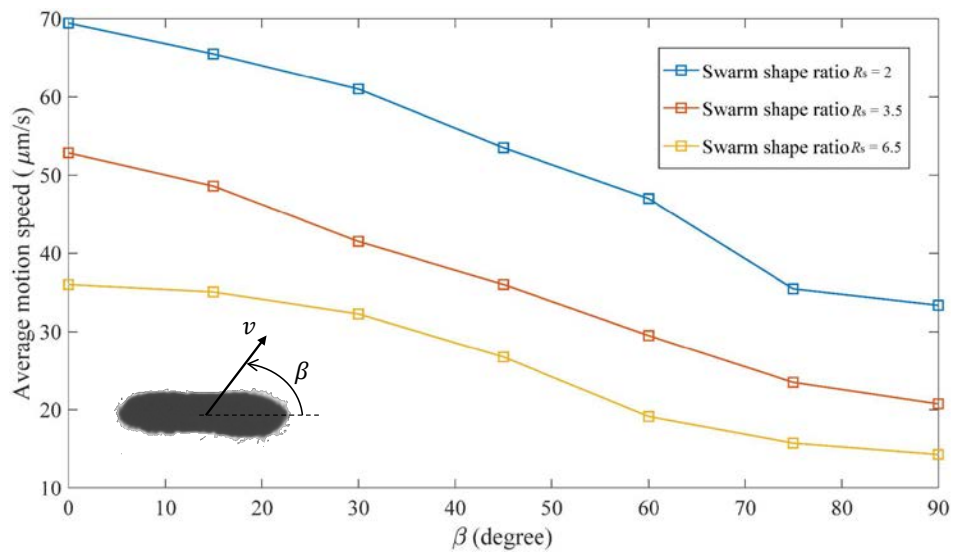 70
60
50
40
30
20
10
0
10
20
30
40
50
60
70
80
90
Average motion speed ( μm/s)
β (degree)
Swarm shape ratio Rs = 2
Swarm shape ratio Rs = 3.5
Swarm shape ratio Rs = 6.5
v
β